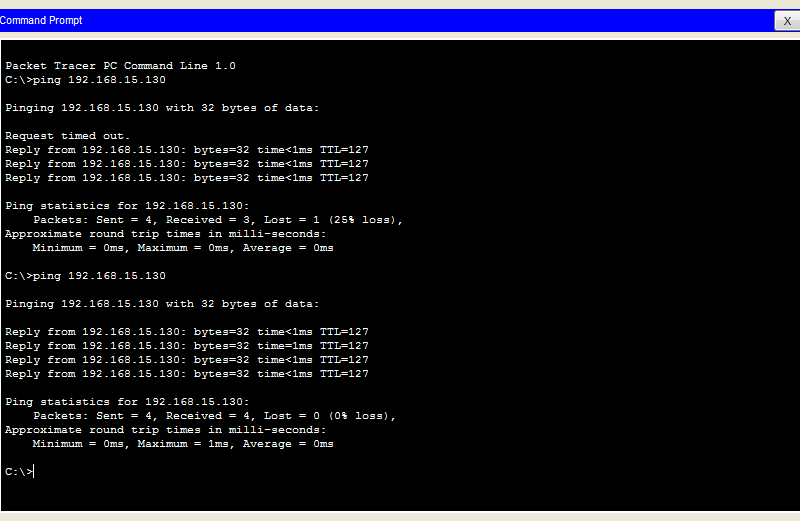 Command Prompt
X
Packet Tracer PC Command Line 1.0
C:\>ping 192.168.15.130
Pinging 192.168.15.130 with 32 bytes of data:
Request timed out.
Reply from 192.168.15.130: bytes=32 time<1ms TTL=127
Reply from 192.168.15.130: bytes=32 time<1ms TTL=127
Reply from 192.168.15.130: bytes=32 time<1ms TTL=127
Ping statistics for 192.168.15.130:
    Packets: Sent = 4, Received = 3, Lost = 1 (25% loss),
Approximate round trip times in milli-seconds:
    Minimum = 0ms, Maximum = 0ms, Average = 0ms
C:\>ping 192.168.15.130
Pinging 192.168.15.130 with 32 bytes of data:
Reply from 192.168.15.130: bytes=32 time<1ms TTL=127
Reply from 192.168.15.130: bytes=32 time=1ms TTL=127
Reply from 192.168.15.130: bytes=32 time<1ms TTL=127
Reply from 192.168.15.130: bytes=32 time<1ms TTL=127
Ping statistics for 192.168.15.130:
    Packets: Sent = 4, Received = 4, Lost = 0 (0% loss),
Approximate round trip times in milli-seconds:
    Minimum = 0ms, Maximum = 1ms, Average = 0ms
C:\>